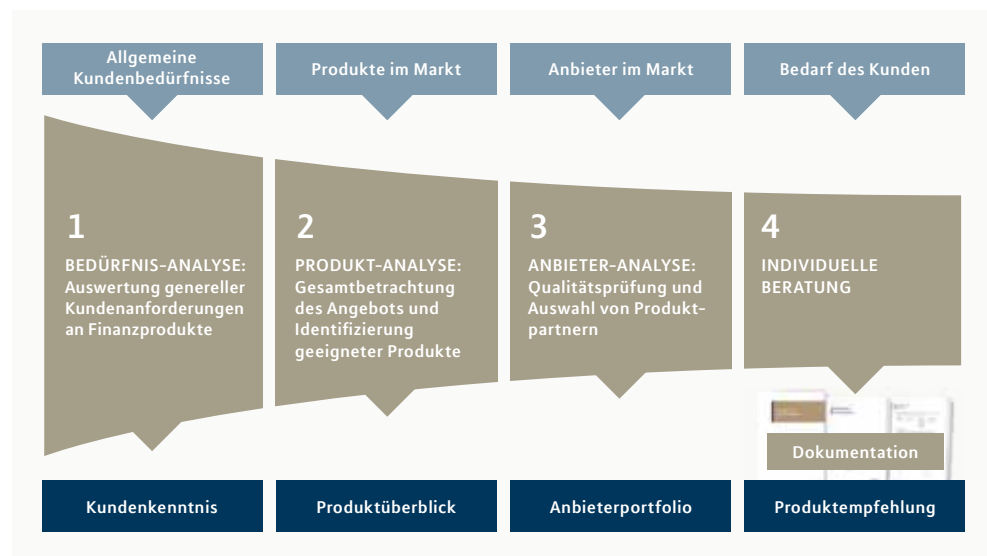 Allgemeine
Kundenbedürfnisse
Produkte im Markt
Anbieter im Markt
Bedarf des Kunden
1
BEDÜRFNIS-ANALYSE:
Auswertung genereller
Kundenanforderungen
an Finanzprodukte
2
PRODUKT-ANALYSE:
Gesamtbetrachtung
des Angebots und
Identifizierung
geeigneter Produkte
3
ANBIETER-ANALYSE:
Qualitätsprüfung und
Auswahl von Produkt-
partnern
4
INDIVIDUELLE
BERATUNG
Dokumentation
Kundenkenntnis
Produktüberblick
Anbieterportfolio
Produktempfehlung